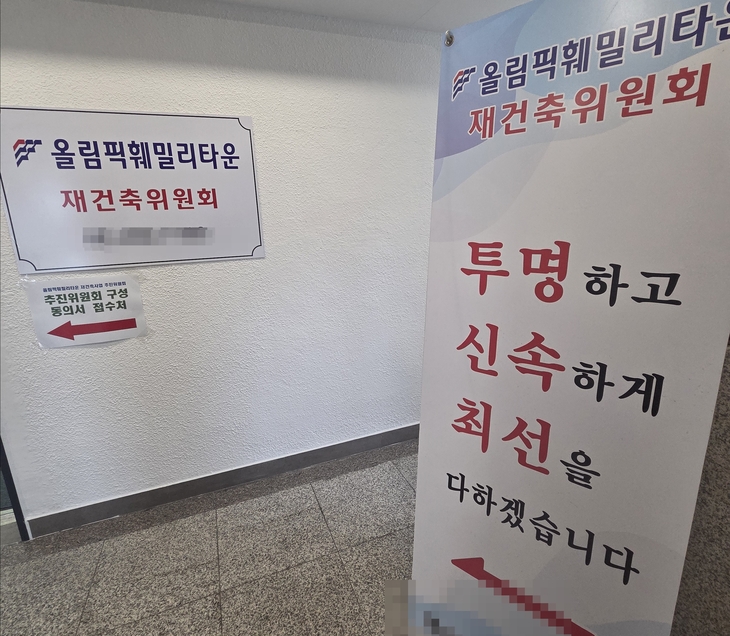 올림픽훼밀리타운
재건축위원회
올림픽훼밀리타운 재건축사업 추진위원회
추진위원회 구성
동의서 접수처
올림픽훼밀리타운
재건축위원회
투명하고
신속하게
최선을
다하겠습니다